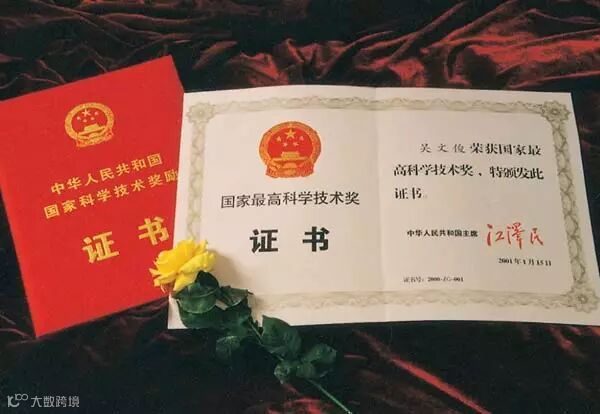 中华人民共和国
国家科学技术奖励
证书
国家最高科学技术奖
证书
吴文俊荣获国家最
高科学技术奖，特颁发此
证书。
中华人民共和国主席 江泽民
2001年1月15日
证书号：2000-ZG-001
大数跨境